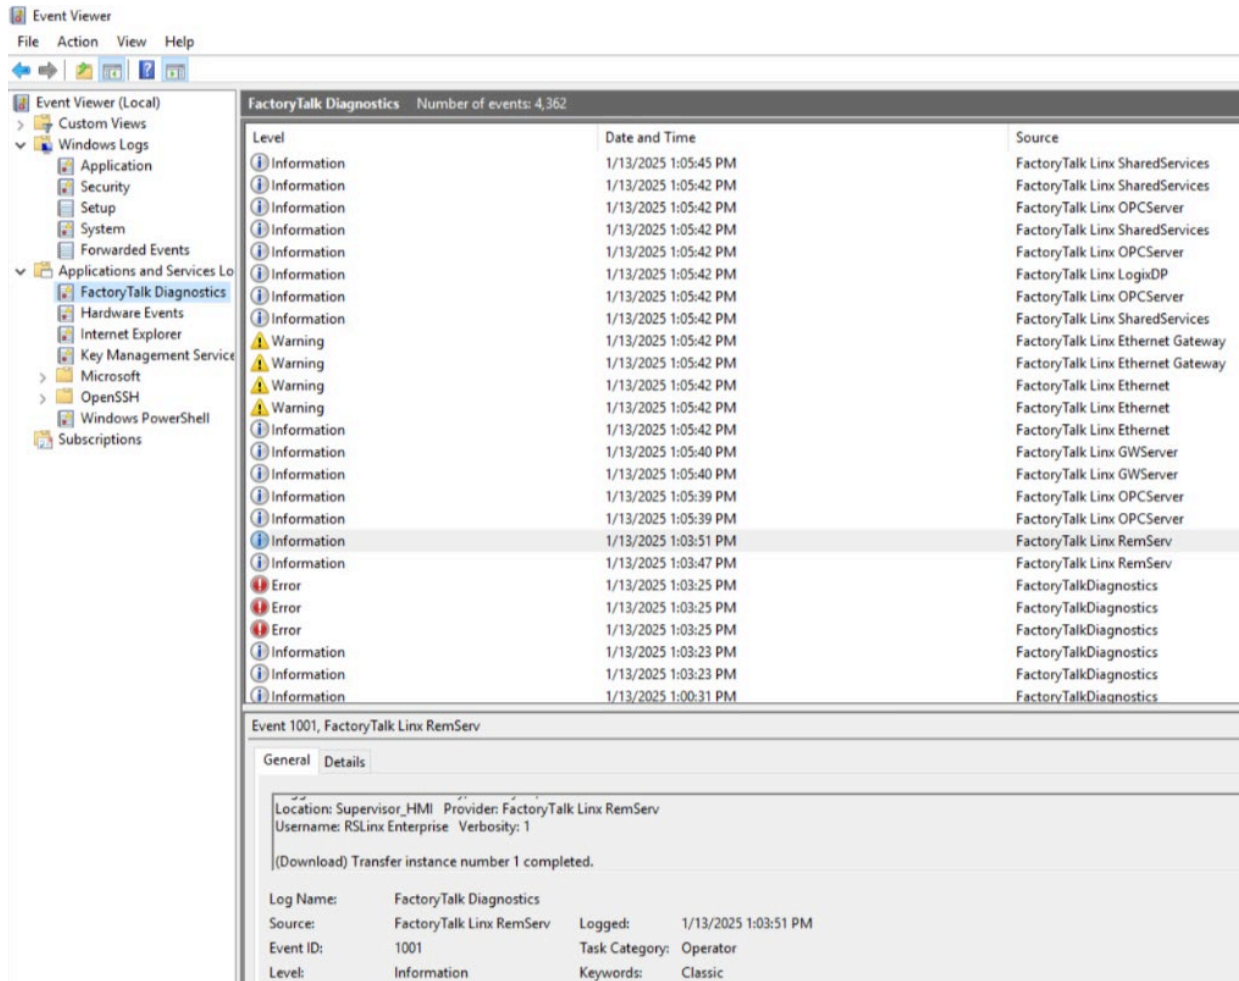 Event Viewer
File Action View Help
Event Viewer (Local)
Custom Views
Windows Logs
Application
Security
Setup
System
Forwarded Events
Applications and Services Lo
FactoryTalk Diagnostics
Hardware Events
Internet Explorer
Key Management Service
Microsoft
OpenSSH
Windows PowerShell
Subscriptions
FactoryTalk Diagnostics Number of events: 4,362
Level Date and Time Source
Information 1/13/2025 1:05:45 PM FactoryTalk Linx SharedServices
Information 1/13/2025 1:05:42 PM FactoryTalk Linx SharedServices
Information 1/13/2025 1:05:42 PM FactoryTalk Linx OPCServer
Information 1/13/2025 1:05:42 PM FactoryTalk Linx SharedServices
Information 1/13/2025 1:05:42 PM FactoryTalk Linx OPCServer
Information 1/13/2025 1:05:42 PM FactoryTalk Linx LogixDP
Information 1/13/2025 1:05:42 PM FactoryTalk Linx OPCServer
Information 1/13/2025 1:05:42 PM FactoryTalk Linx SharedServices
Warning 1/13/2025 1:05:42 PM FactoryTalk Linx Ethernet Gateway
Warning 1/13/2025 1:05:42 PM FactoryTalk Linx Ethernet Gateway
Warning 1/13/2025 1:05:42 PM FactoryTalk Linx Ethernet
Warning 1/13/2025 1:05:42 PM FactoryTalk Linx Ethernet
Information 1/13/2025 1:05:42 PM FactoryTalk Linx Ethernet
Information 1/13/2025 1:05:40 PM FactoryTalk Linx GWServer
Information 1/13/2025 1:05:40 PM FactoryTalk Linx GWServer
Information 1/13/2025 1:05:39 PM FactoryTalk Linx OPCServer
Information 1/13/2025 1:05:39 PM FactoryTalk Linx OPCServer
Information 1/13/2025 1:03:51 PM FactoryTalk Linx RemServ
Information 1/13/2025 1:03:47 PM FactoryTalk Linx RemServ
Error 1/13/2025 1:03:25 PM FactoryTalkDiagnostics
Error 1/13/2025 1:03:25 PM FactoryTalkDiagnostics
Error 1/13/2025 1:03:25 PM FactoryTalkDiagnostics
Information 1/13/2025 1:03:23 PM FactoryTalkDiagnostics
Information 1/13/2025 1:03:23 PM FactoryTalkDiagnostics
Information 1/13/2025 1:00:31 PM FactoryTalkDiagnostics
Event 1001, FactoryTalk Linx RemServ
General Details
Location: Supervisor_HMI Provider: FactoryTalk Linx RemServ
Username: RSLinx Enterprise Verbosity: 1
(Download) Transfer instance number 1 completed.
Log Name: FactoryTalk Diagnostics
Source: FactoryTalk Linx RemServ Logged: 1/13/2025 1:03:51 PM
Event ID: 1001 Task Category: Operator
Level: Information Keywords: Classic